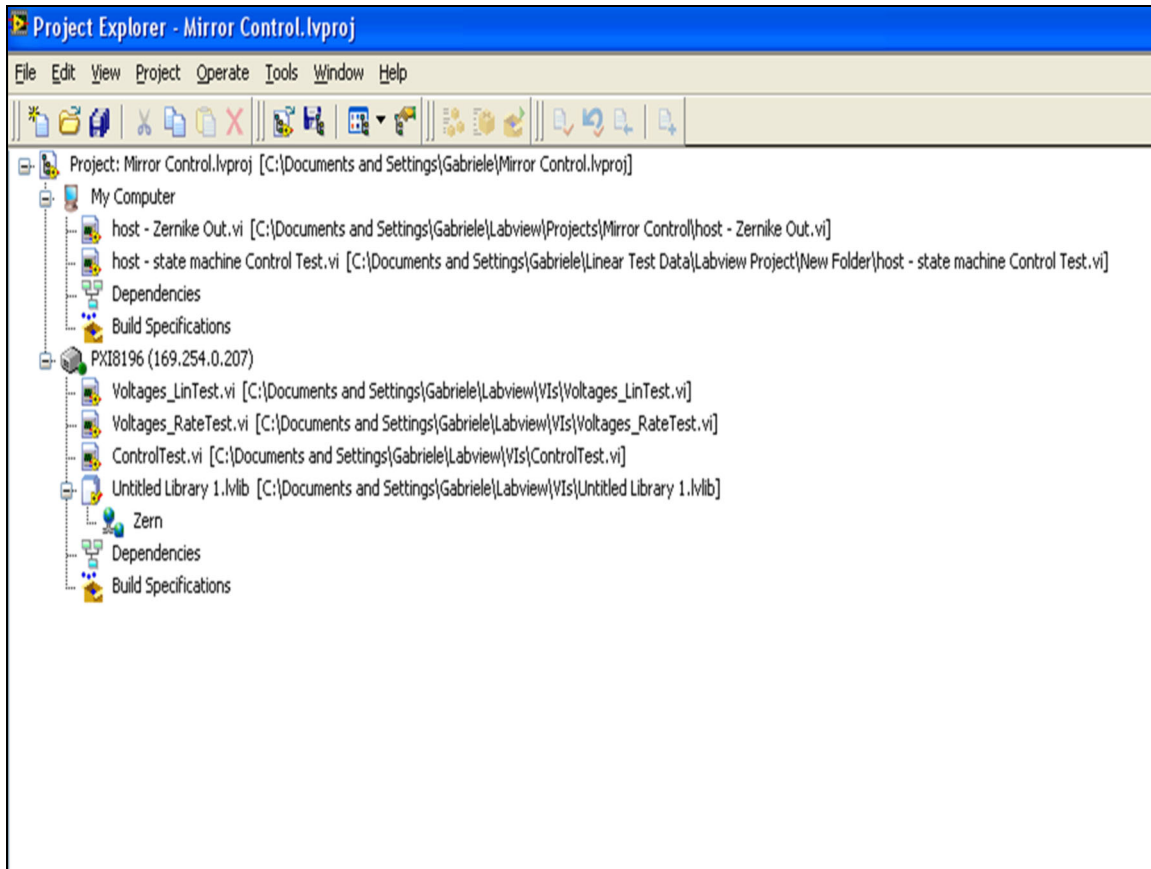 Project Explorer - Mirror Control.lvproj
File Edit View Project Operate Tools Window Help
Project: Mirror Control.lvproj [C:\Documents and Settings\Gabriele\Mirror Control.lvproj]
My Computer
host - Zernike Out.vi [C:\Documents and Settings\Gabriele\Labview\Projects\Mirror Control\host - Zernike Out.vi]
host - state machine Control Test.vi [C:\Documents and Settings\Gabriele\Linear Test Data\Labview Project\New Folder\host - state machine Control Test.vi]
Dependencies
Build Specifications
PXI8196 (169.254.0.207)
Voltages_LinTest.vi [C:\Documents and Settings\Gabriele\Labview\VIs\Voltages_LinTest.vi]
Voltages_RateTest.vi [C:\Documents and Settings\Gabriele\Labview\VIs\Voltages_RateTest.vi]
ControlTest.vi [C:\Documents and Settings\Gabriele\Labview\VIs\ControlTest.vi]
Untitled Library 1.lvlib [C:\Documents and Settings\Gabriele\Labview\VIs\Untitled Library 1.lvlib]
Zern
Dependencies
Build Specifications